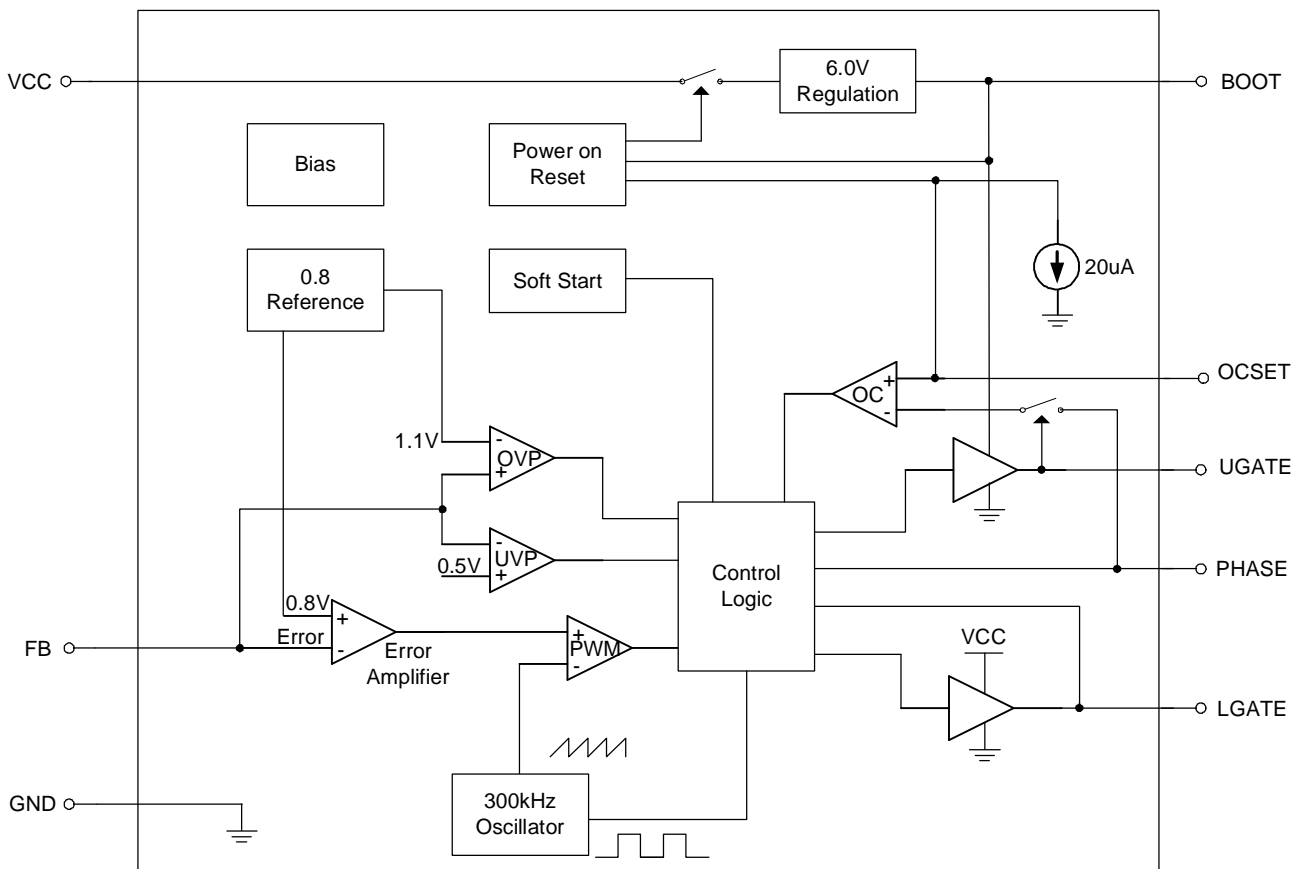 VCC
6.0V
Regulation
BOOT
Bias
Power on
Reset
20uA
0.8
Reference
Soft Start
OCSET
+
OC
-
1.1V
-
OVP
+
UGATE
-
UVP
0.5V
+
Control
Logic
PHASE
0.8V
+
Error
-
Error
Amplifier
+
PWM
-
FB
VCC
LGATE
GND
300kHz
Oscillator